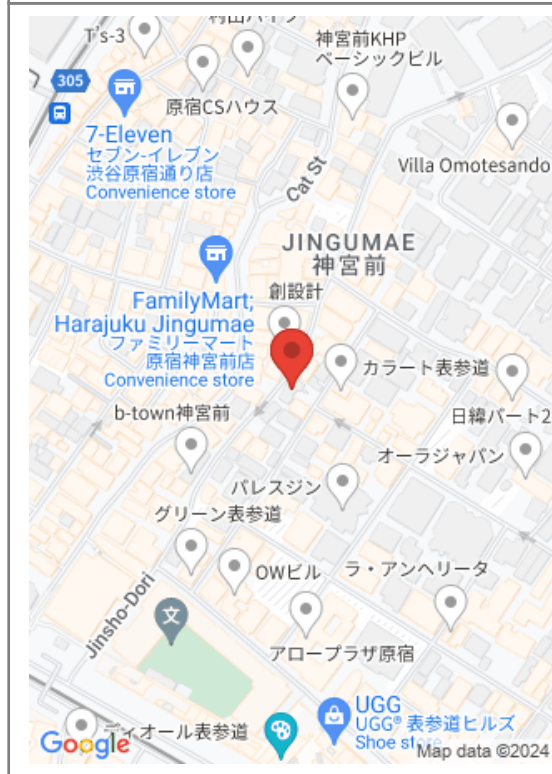 T's-3
村田ハイツ
神宮前KHP
ベーシックビル
305
原宿CSハウス
7-Eleven
セブン-イレブン
渋谷原宿通り店
Convenience store
Villa Omotesando
Cat St
JINGUMAE
神宮前
FamilyMart;
Harajuku Jingumae
ファミリーマート
原宿神宮前店
Convenience store
創設計
カラート表参道
b-town神宮前
日緯パート2
オーラジャパン
パレスジン
グリーン表参道
OWビル
ラ・アンヘリータ
Jinsho-Dori
文
アロープラザ原宿
UGG
UGG® 表参道ヒルズ
Shoe store
ディオール表参道
Google
Map data ©2024